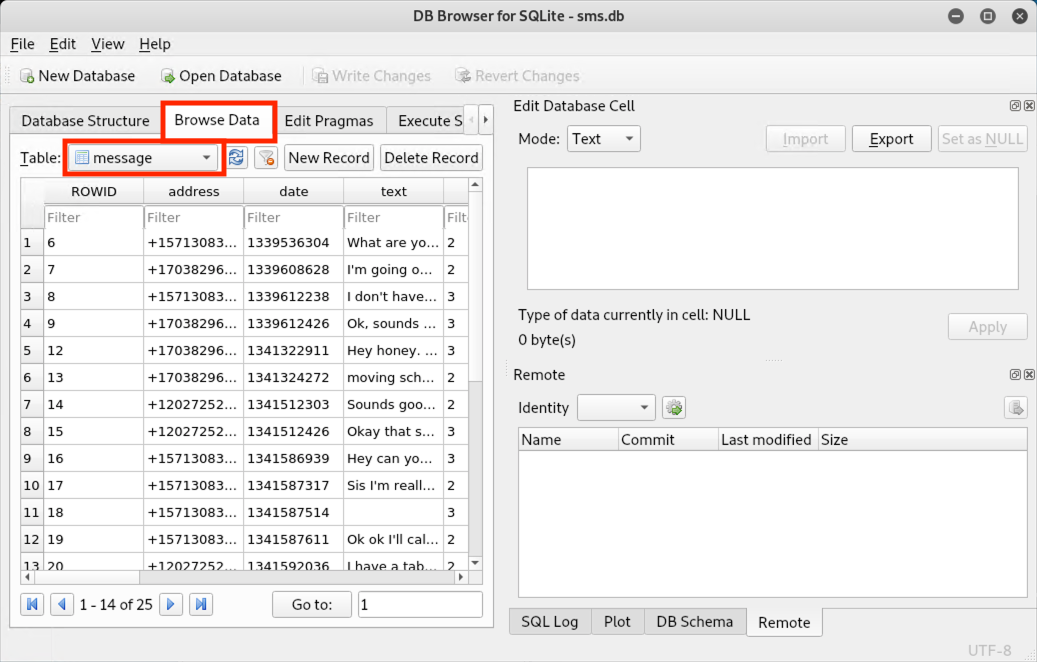 DB Browser for SQLite - sms.db
File Edit View Help
New Database Open Database Write Changes Revert Changes
Database Structure Browse Data Edit Pragmas Execute S
Table: message New Record Delete Record
ROWID address date text
Filter Filter Filter Filter Filt
1 6 +15713083... 1339536304 What are yo... 2
2 7 +17038296... 1339608628 I'm going o... 2
3 8 +15713083... 1339612238 I don't have... 3
4 9 +17038296... 1339612426 Ok, sounds ... 3
5 12 +17038296... 1341322911 Hey honey. ... 3
6 13 +17038296... 1341324272 moving sch... 2
7 14 +12027252... 1341512303 Sounds goo... 2
8 15 +12027252... 1341512426 Okay that s... 3
9 16 +15713083... 1341586939 Hey can yo... 3
10 17 +15713083... 1341587317 Sis I'm reall... 2
11 18 +15713083... 1341587514 3
12 19 +15713083... 1341587611 Ok ok I'll cal... 2
13 20 +12027252... 1341592036 I have a tab... 2
1 - 14 of 25 Go to: 1
Edit Database Cell
Mode: Text Import Export Set as NULL
Type of data currently in cell: NULL
0 byte(s)
Apply
Remote
Identity
Name Commit Last modified Size
SQL Log Plot DB Schema Remote
UTF-8